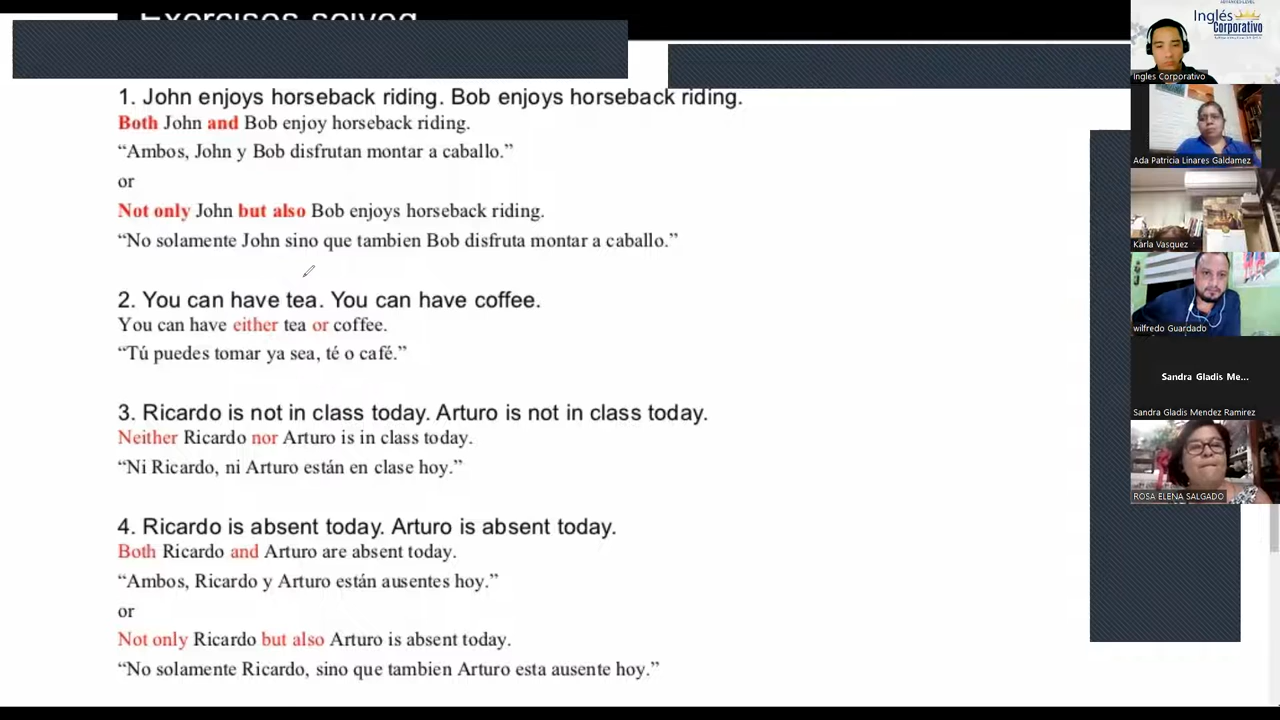 Exercises solved
1. John enjoys horseback riding. Bob enjoys horseback riding.
Both John and Bob enjoy horseback riding.
“Ambos, John y Bob disfrutan montar a caballo.”
or
Not only John but also Bob enjoys horseback riding.
“No solamente John sino que tambien Bob disfruta montar a caballo.”
2. You can have tea. You can have coffee.
You can have either tea or coffee.
“Tú puedes tomar ya sea, té o café.”
3. Ricardo is not in class today. Arturo is not in class today.
Neither Ricardo nor Arturo is in class today.
“Ni Ricardo, ni Arturo están en clase hoy.”
4. Ricardo is absent today. Arturo is absent today.
Both Ricardo and Arturo are absent today.
“Ambos, Ricardo y Arturo están ausentes hoy.”
or
Not only Ricardo but also Arturo is absent today.
“No solamente Ricardo, sino que tambien Arturo esta ausente hoy.”
Inglés
Corporativo
Ingles Corporativo
Ada Patricia Linares Galdamez
Karla Vasquez
wilfredo Guardado
Sandra Gladis Me...
Sandra Gladis Mendez Ramirez
ROSA ELENA SALGADO